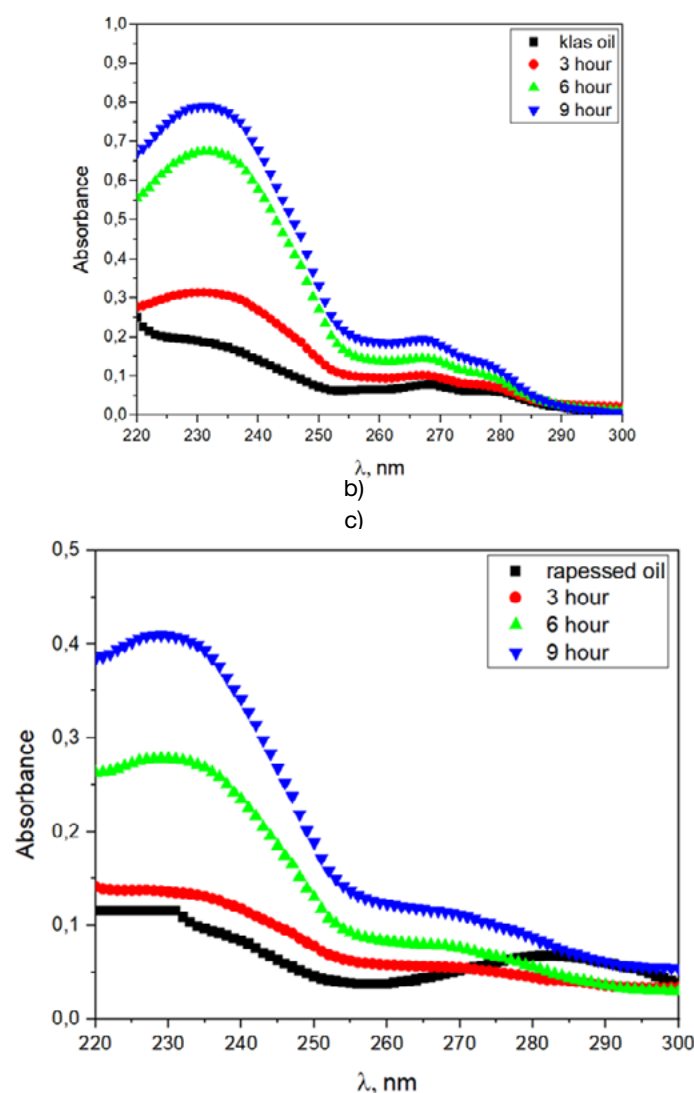 1,0
0,9
0,8
0,7
0,6
0,5
0,4
0,3
0,2
0,1
0,0
Absorbance
klas oil
3 hour
6 hour
9 hour
220 230 240 250 260 270 280 290 300
λ, nm
b)
c)
0,5
0,4
0,3
0,2
0,1
0,0
Absorbance
rapessed oil
3 hour
6 hour
9 hour
220 230 240 250 260 270 280 290 300
λ, nm